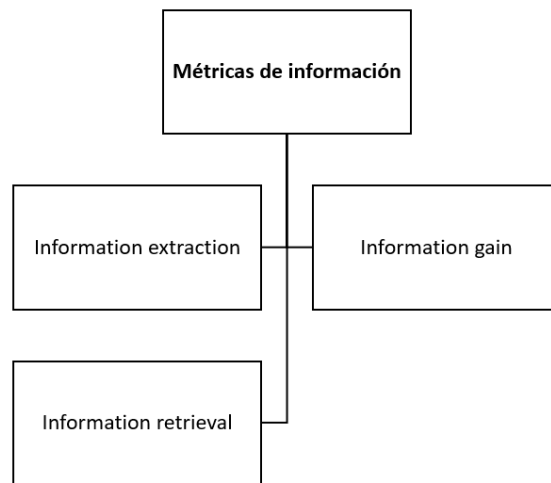 Métricas de información
Information extraction
Information gain
Information retrieval